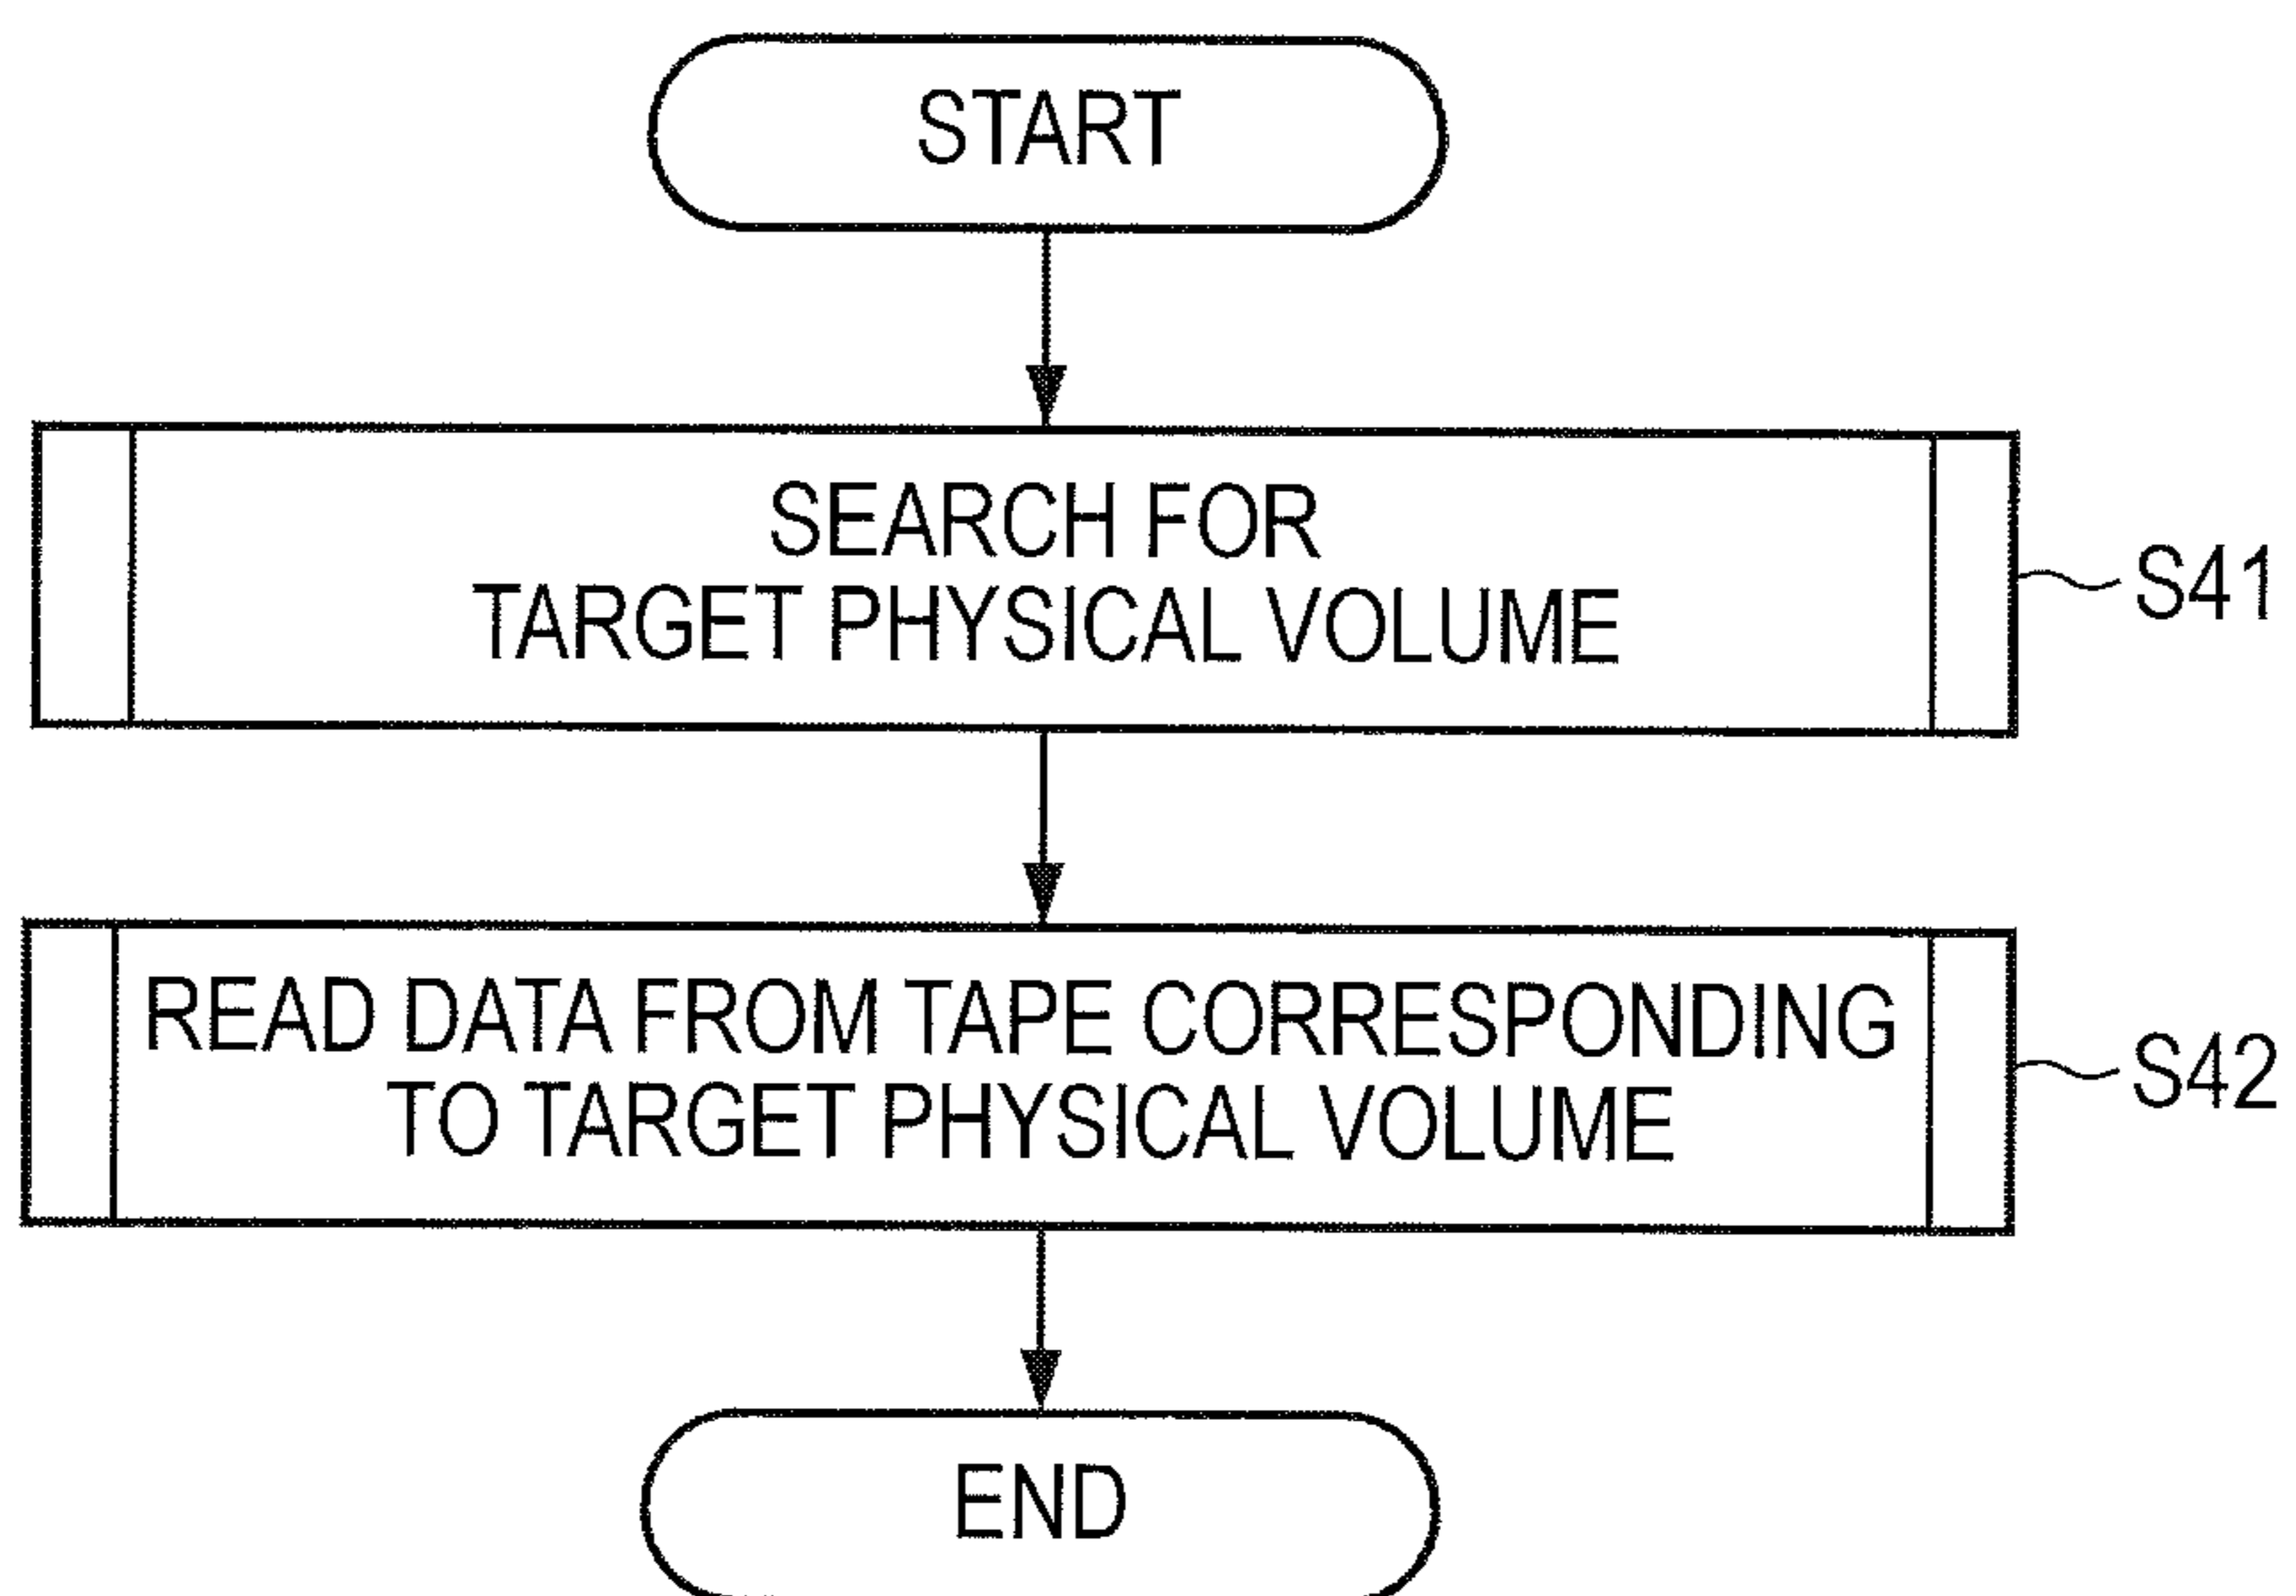 START
SEARCH FOR
TARGET PHYSICAL VOLUME
S41
READ DATA FROM TAPE CORRESPONDING
TO TARGET PHYSICAL VOLUME
S42
END